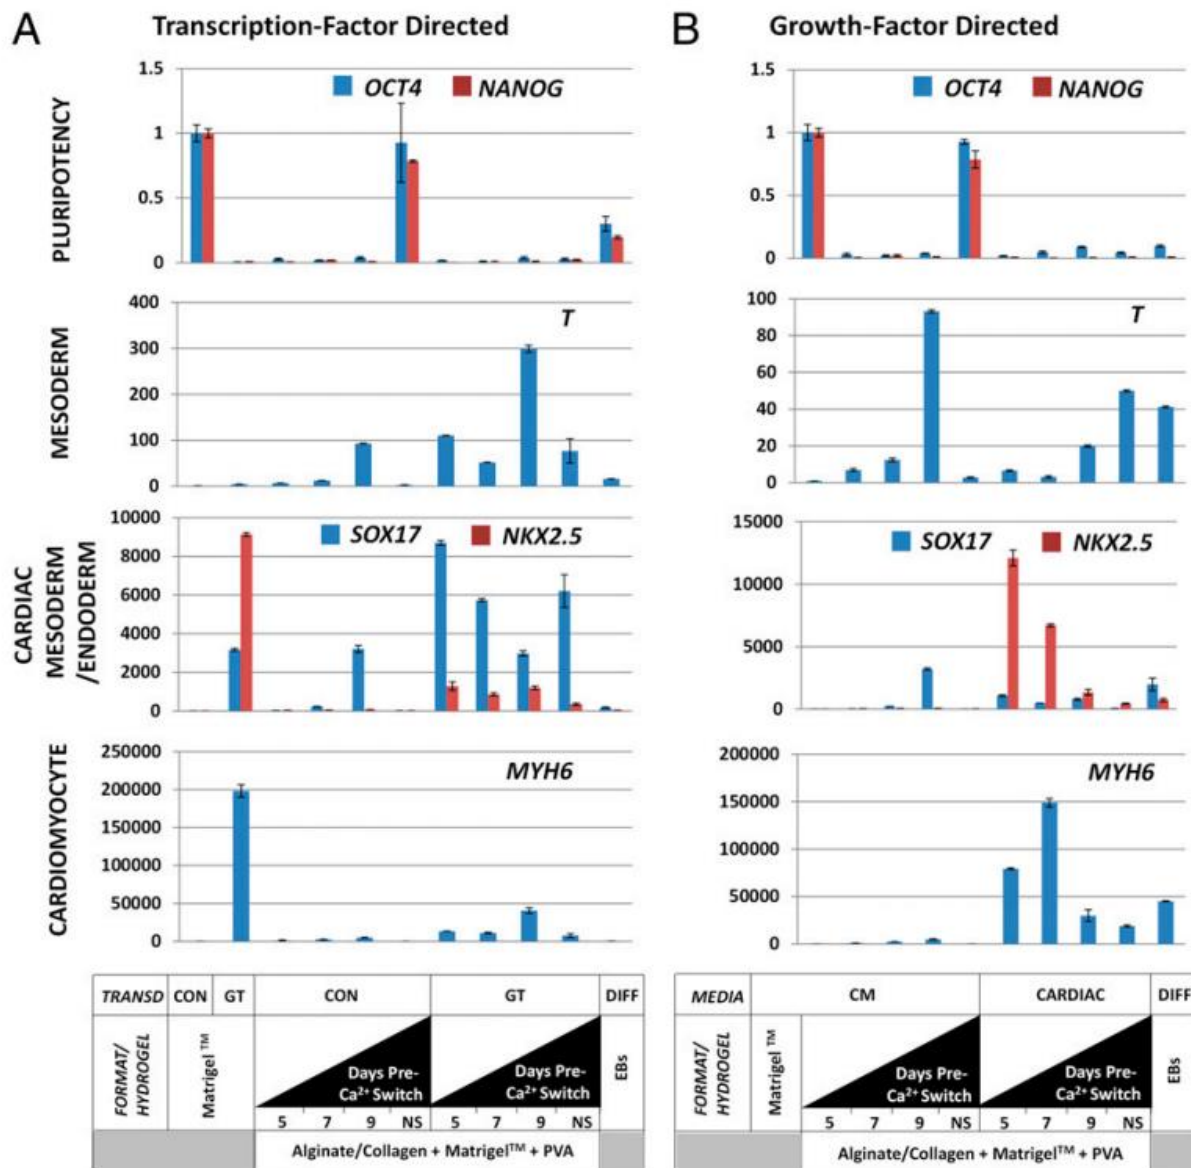 A Transcription-Factor Directed
PLURIPOTENCY
1.5
1
0.5
0
OCT4 NANOG
MESODERM
400
300
200
100
0
T
CARDIAC
MESODERM
/ENDODERM
10000
8000
6000
4000
2000
0
SOX17 NKX2.5
CARDIOMYOCYTE
250000
200000
150000
100000
50000
0
MYH6
TRANSD CON GT CON GT DIFF
FORMAT/
HYDROGEL
Matrigel TM
Days Pre-
Ca2+ Switch
Days Pre-
Ca2+ Switch
EBs
5 7 9 NS 5 7 9 NS
Alginate/Collagen + Matrigel™ + PVA
B Growth-Factor Directed
1.5
1
0.5
0
OCT4 NANOG
100
80
60
40
20
0
T
15000
10000
5000
0
SOX17 NKX2.5
200000
150000
100000
50000
0
MYH6
MEDIA CM CARDIAC DIFF
FORMAT/
HYDROGEL
Matrigel TM
Days Pre-
Ca2+ Switch
Days Pre-
Ca2+ Switch
EBs
5 7 9 NS 5 7 9 NS
Alginate/Collagen + Matrigel™ + PVA